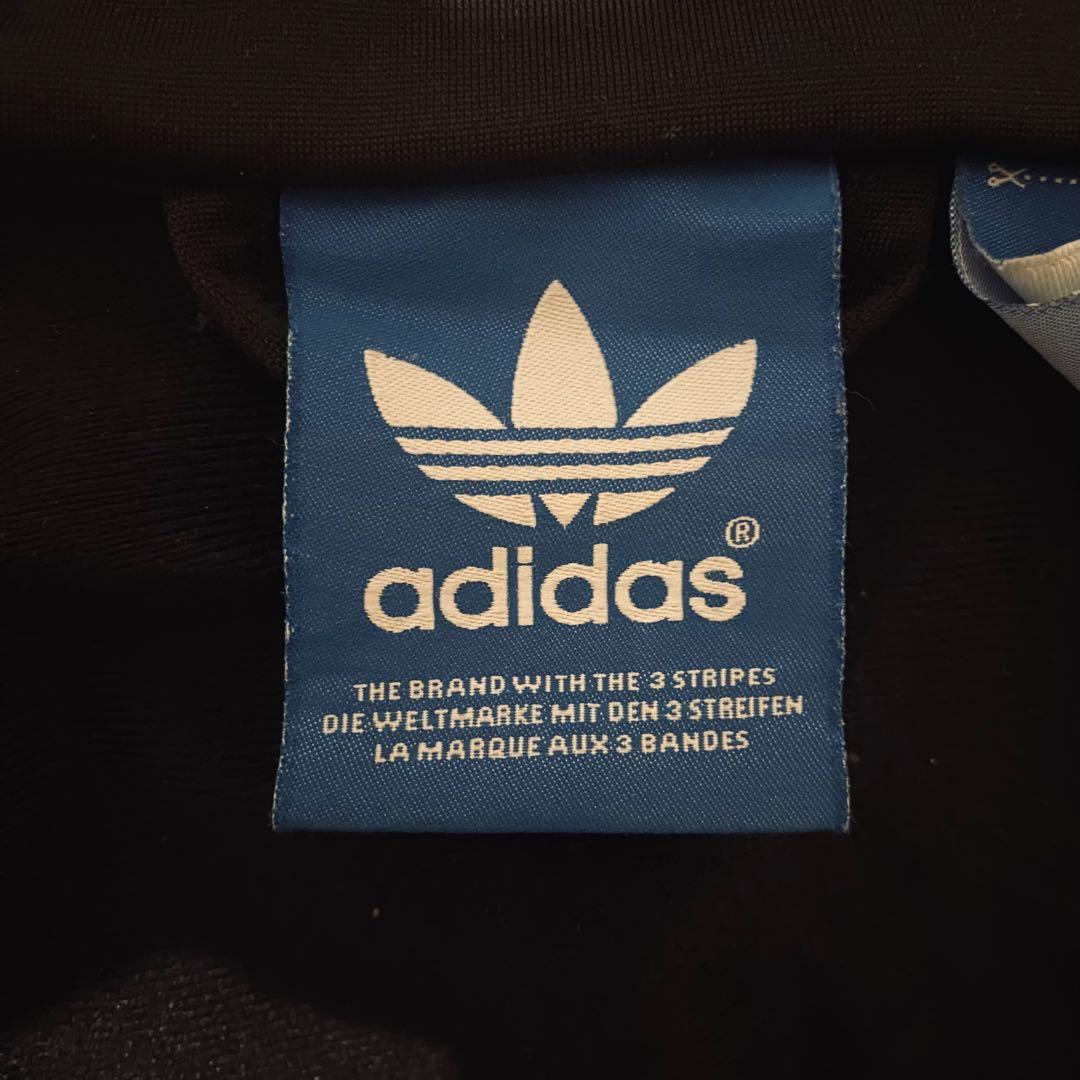 adidas®
THE BRAND WITH THE 3 STRIPES
DIE WELTMARKE MIT DEN 3 STREIFEN
LA MARQUE AUX 3 BANDES